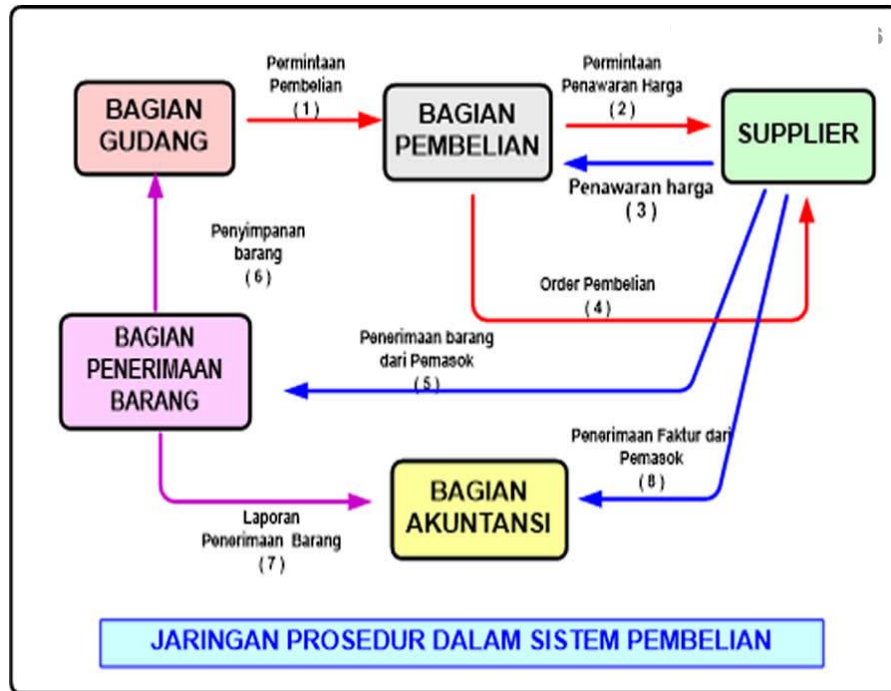 Permintaan
Pembelian
( 1 )
Permintaan
Penawaran Harga
( 2 )
BAGIAN
GUDANG
BAGIAN
PEMBELIAN
SUPPLIER
Penawaran harga
( 3 )
Penyimpanan
barang
( 6 )
Order Pembelian
( 4 )
BAGIAN
PENERIMAAN
BARANG
Penerimaan barang
dari Pemasok
( 5 )
Penerimaan Faktur dari
Pemasok
( 8 )
BAGIAN
AKUNTANSI
Laporan
Penerimaan Barang
( 7 )
JARINGAN PROSEDUR DALAM SISTEM PEMBELIAN